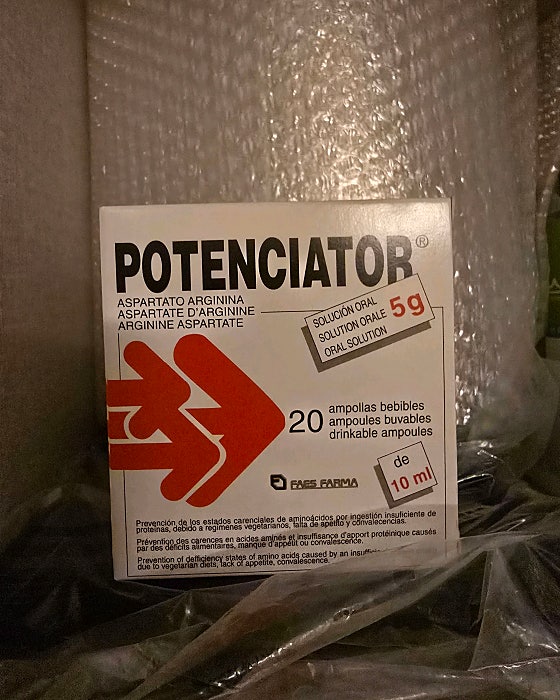 POTENCIATOR®
ASPARTATO ARGININA
ASPARTATE D'ARGININE
ARGININE ASPARTATE
SOLUCIÓN ORAL
SOLUTION ORALE
ORAL SOLUTION
5g
20
ampollas bebibles
ampoules buvables
drinkable ampoules
de
10 ml
FAES FARMA
Prevención de los estados carenciales de aminoácidos por ingestión insuficiente de
proteinas, debido a regimenes vegetarianos, falta de apetito y convalecencias.
Prévention des carences en acides aminés et insuffisance d'apport protéinique causés
par des déficits alimentaires, manque d'appétit ou convalescence.
Prevention of defficiency states of amino acids caused by an
due to vegetarian diets, lack of appetite, convalescence.